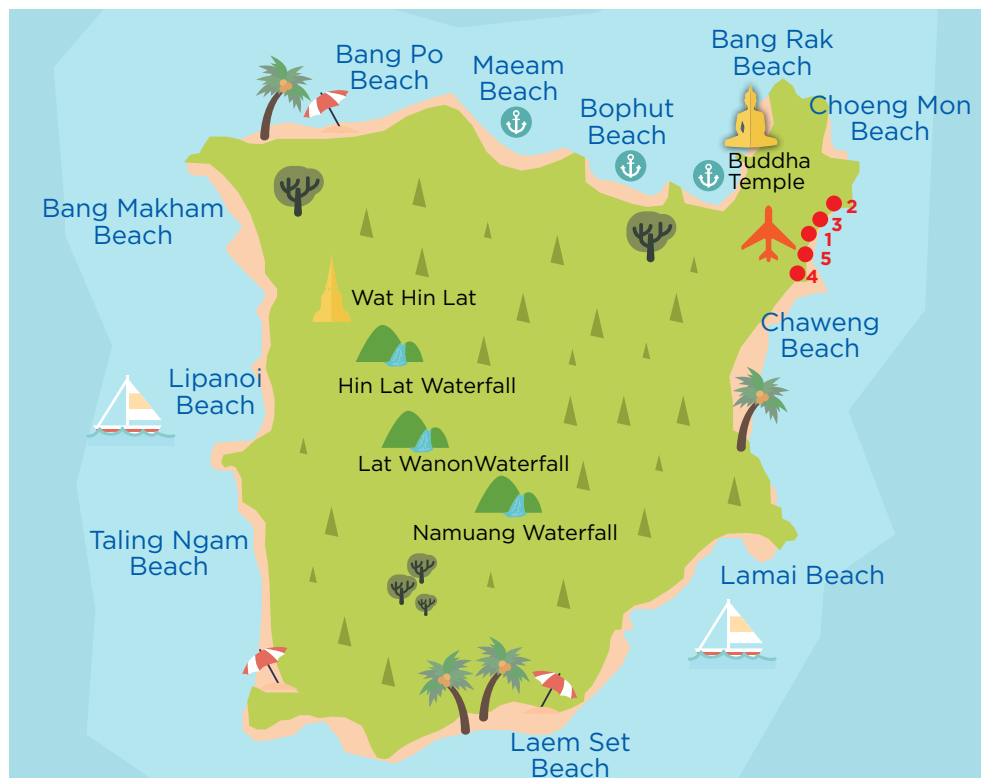 Bang Po
Beach
Maeam
Beach
Bophut
Beach
Bang Rak
Beach
Choeng Mon
Beach
Buddha
Temple
Bang Makham
Beach
2
3
1
5
4
Wat Hin Lat
Chaweng
Beach
Hin Lat Waterfall
Lipanoi
Beach
Lat WanonWaterfall
Namuang Waterfall
Taling Ngam
Beach
Lamai Beach
Laem Set
Beach